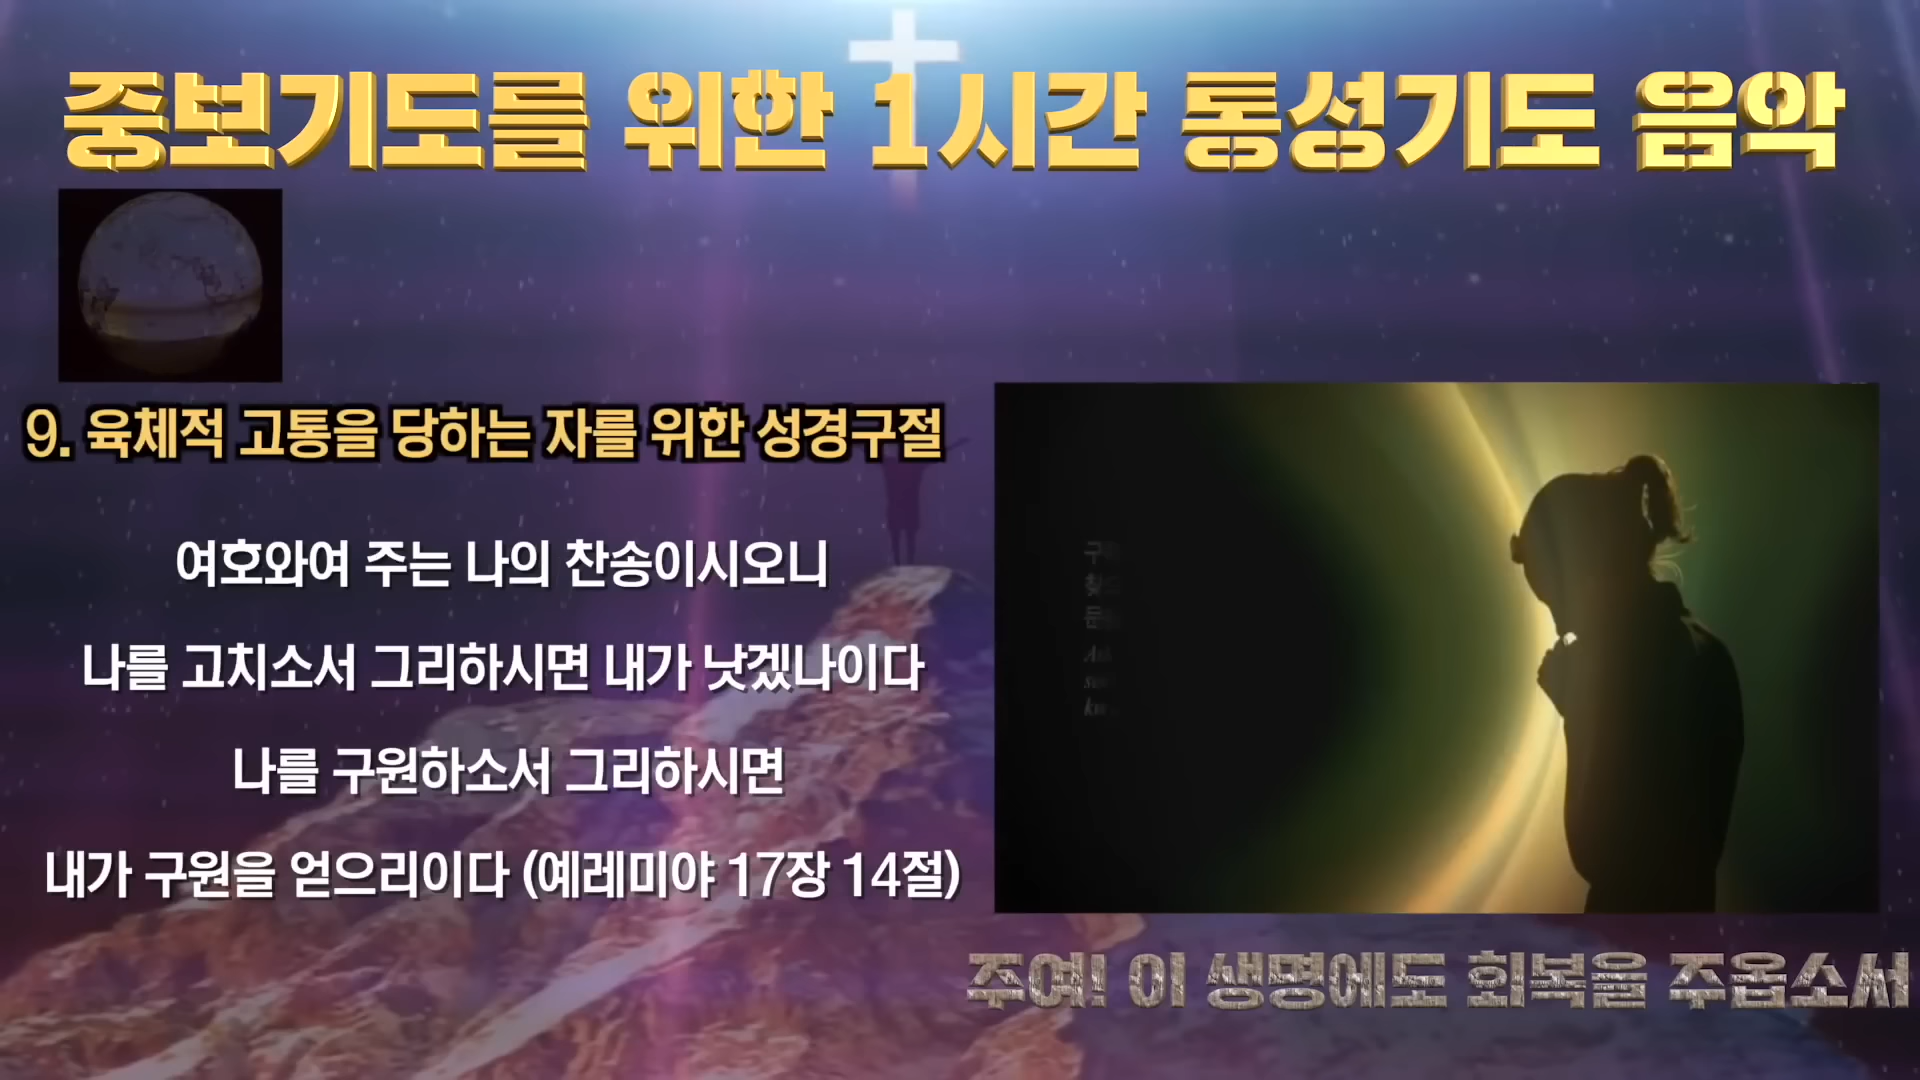 중보기도를 위한 1시간 통성기도 음악
9. 육체적 고통을 당하는 자를 위한 성경구절
여호와여 주는 나의 찬송이시오니
나를 고치소서 그리하시면 내가 낫겠나이다
나를 구원하소서 그리하시면
내가 구원을 얻으리이다 (예레미야 17장 14절)
주여! 이 생명에도 회복을 주옵소서